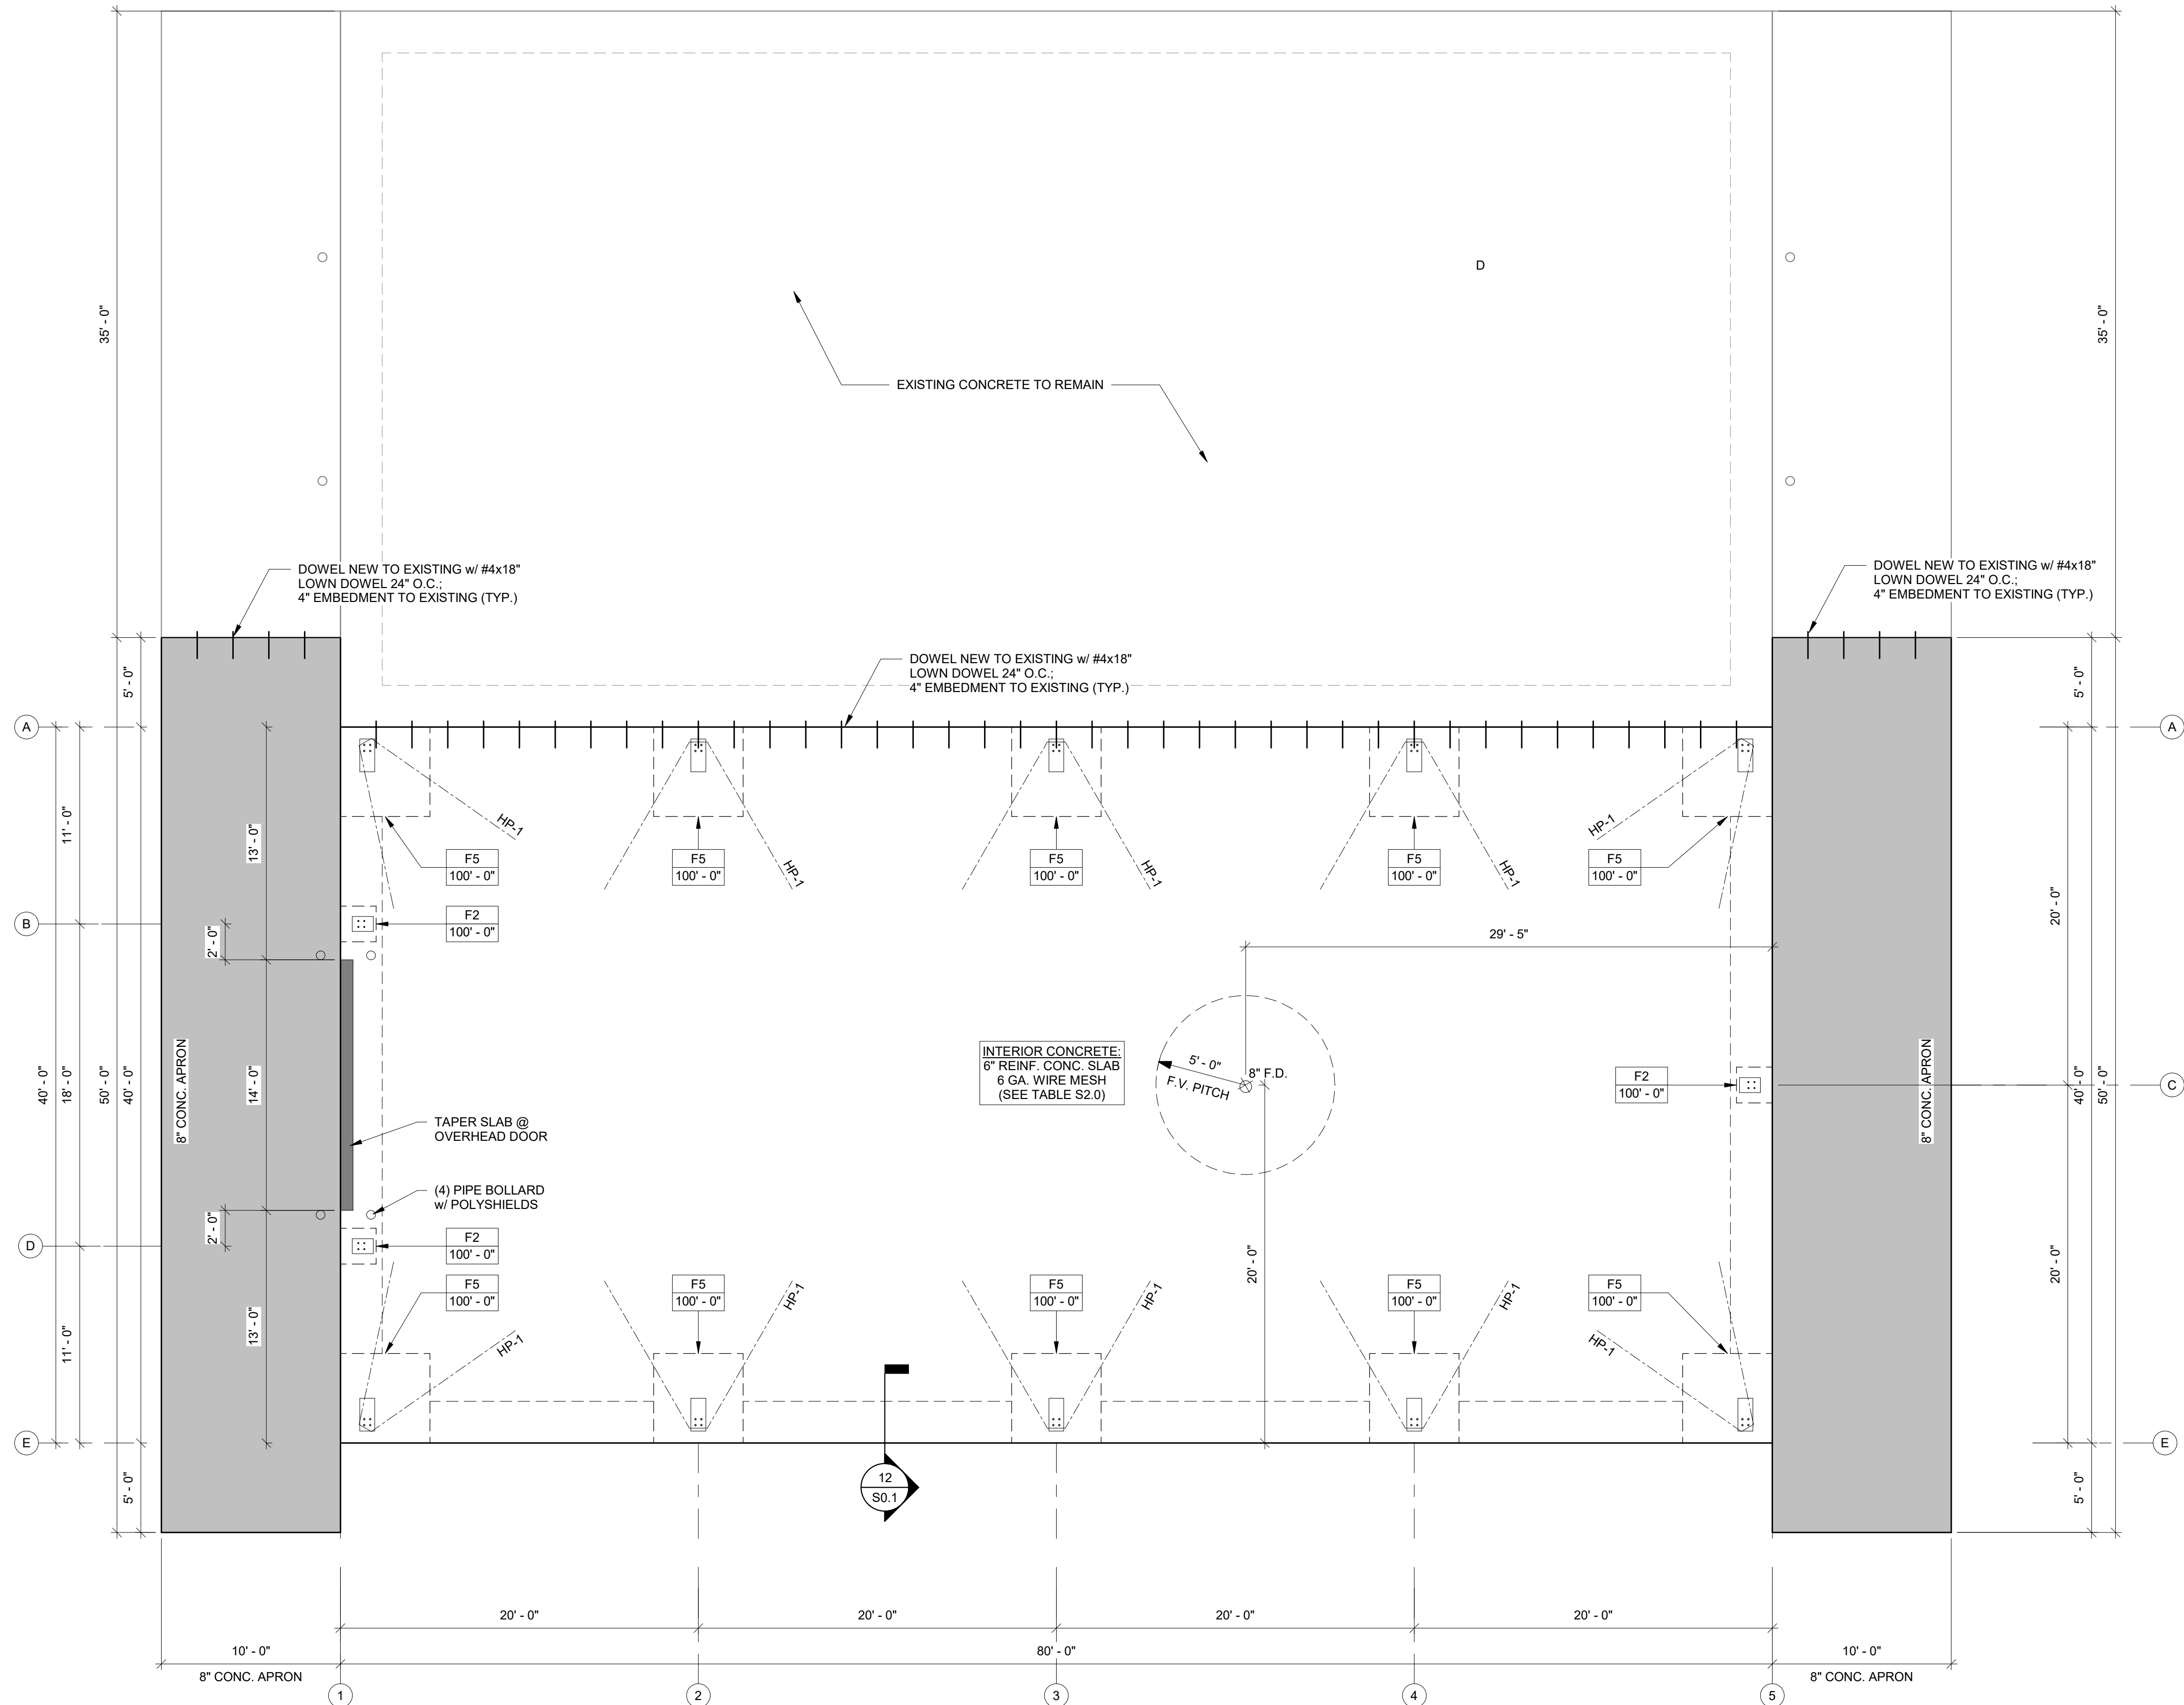 35' - 0"
35' - 0"
D
EXISTING CONCRETE TO REMAIN
DOWEL NEW TO EXISTING w/ #4x18"
LOWN DOWEL 24" O.C.;
4" EMBEDMENT TO EXISTING (TYP.)
DOWEL NEW TO EXISTING w/ #4x18"
LOWN DOWEL 24" O.C.;
4" EMBEDMENT TO EXISTING (TYP.)
DOWEL NEW TO EXISTING w/ #4x18"
LOWN DOWEL 24" O.C.;
4" EMBEDMENT TO EXISTING (TYP.)
5' - 0"
5' - 0"
A
A
11' - 0"
13' - 0"
HP-1
HP-1
HP-1
HP-1
HP-1
F5
100' - 0"
F5
100' - 0"
F5
100' - 0"
F5
100' - 0"
F5
100' - 0"
20' - 0"
B
2' - 0"
F2
100' - 0"
29' - 5"
40' - 0"
18' - 0"
50' - 0"
40' - 0"
8" CONC. APRON
14' - 0"
INTERIOR CONCRETE:
6" REINF. CONC. SLAB
6 GA. WIRE MESH
(SEE TABLE S2.0)
5' - 0"
F.V. PITCH
8" F.D.
F2
100' - 0"
8" CONC. APRON
40' - 0"
50' - 0"
C
TAPER SLAB @
OVERHEAD DOOR
(4) PIPE BOLLARD
w/ POLYSHIELDS
2' - 0"
D
F2
100' - 0"
20' - 0"
20' - 0"
F5
100' - 0"
F5
100' - 0"
F5
100' - 0"
F5
100' - 0"
F5
100' - 0"
HP-1
HP-1
HP-1
HP-1
HP-1
11' - 0"
13' - 0"
E
E
12
S0.1
5' - 0"
5' - 0"
20' - 0"
20' - 0"
20' - 0"
20' - 0"
10' - 0"
80' - 0"
10' - 0"
8" CONC. APRON
8" CONC. APRON
1
2
3
4
5